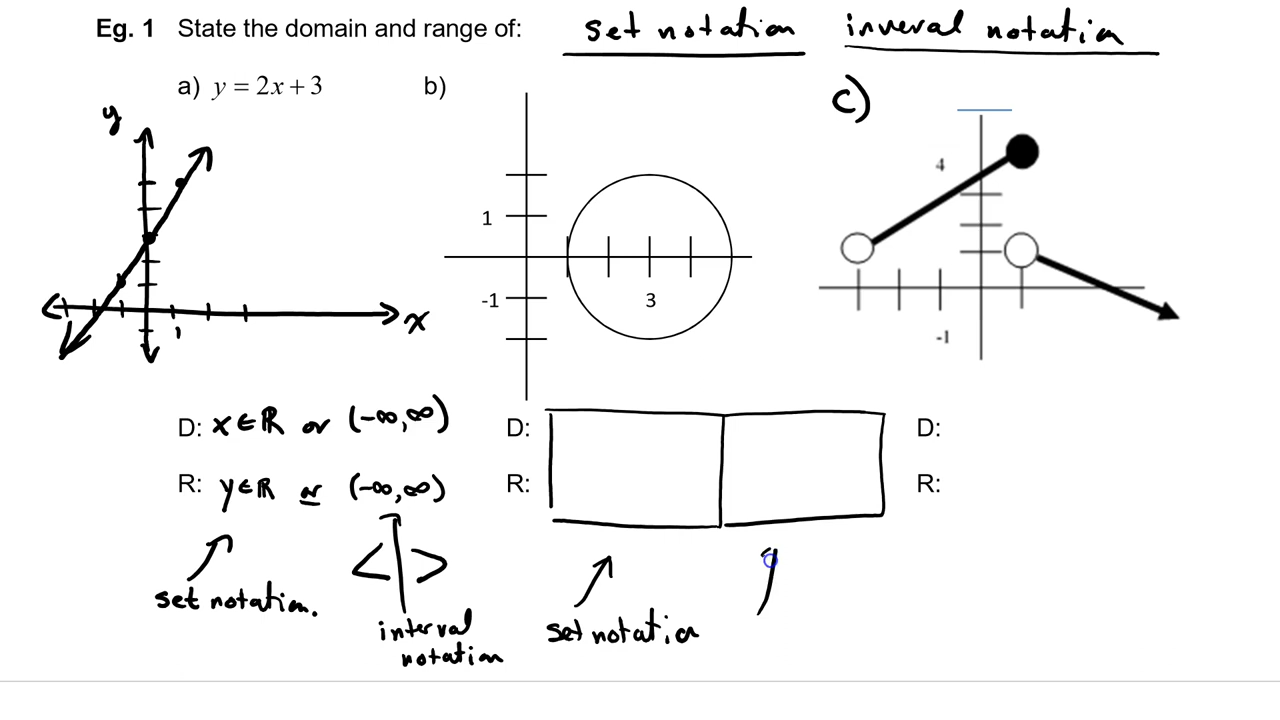 Eg. 1 State the domain and range of: set notation inveral notation
a) y = 2x + 3 b) c)
y
4
1
-1 3
1 x
-1
D: x∈ℝ or (-∞,∞) D: D:
R: y∈ℝ or (-∞,∞) R: R:
< | >
set notation.
interval
notation
set notation